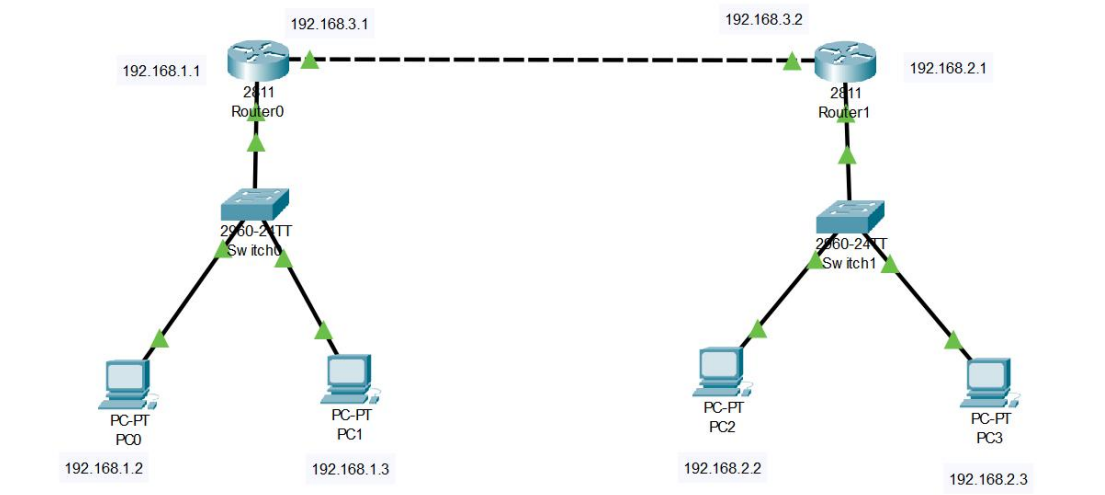 192.168.3.1
192.168.3.2
192.168.1.1
192.168.2.1
2811
Router0
2811
Router1
2960-24TT
Switch0
2960-24TT
Switch1
PC-PT
PC0
PC-PT
PC1
PC-PT
PC2
PC-PT
PC3
192.168.1.2
192.168.1.3
192.168.2.2
192.168.2.3